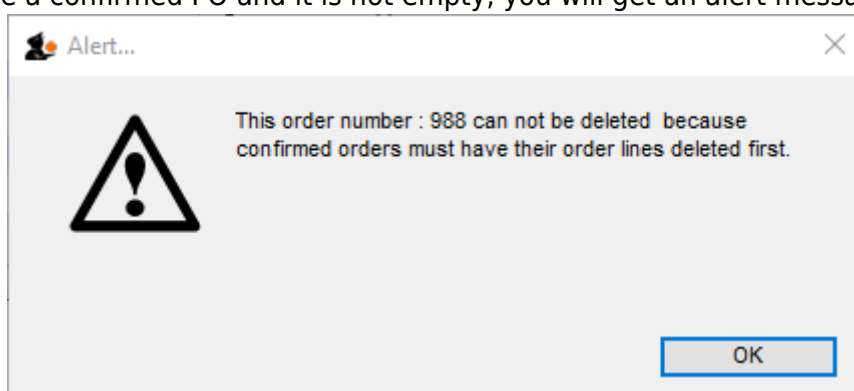 e a confirmed PO and it is not empty, you will get an alert messa
Alert...
This order number : 988 can not be deleted  because
confirmed orders must have their order lines deleted first.
OK